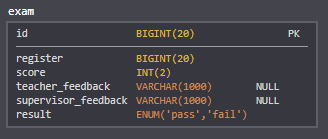 exam
id BIGINT(20) PK
register BIGINT(20)
score INT(2)
teacher_feedback VARCHAR(1000) NULL
supervisor_feedback VARCHAR(1000) NULL
result ENUM('pass','fail')